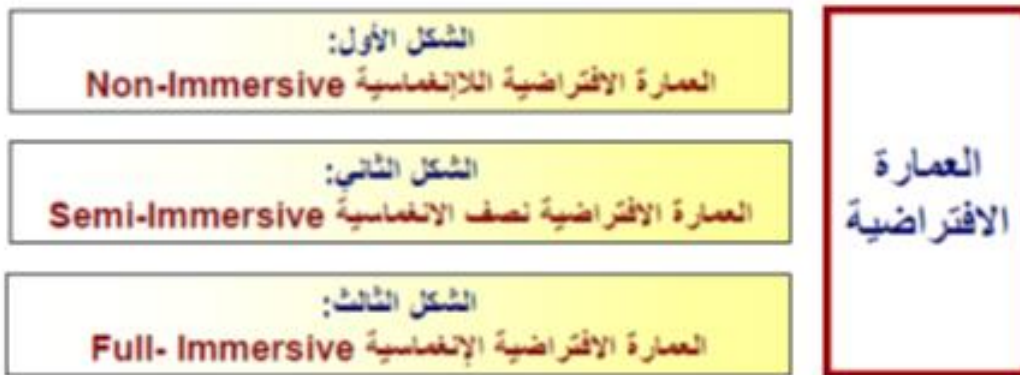 العمارة
الافتراضية
الشكل الأول:
العمارة الافتراضية اللاإنغماسية Non-Immersive
الشكل الثاني:
العمارة الافتراضية نصف الانغماسية Semi-Immersive
الشكل الثالث:
العمارة الافتراضية الإنغماسية Full- Immersive